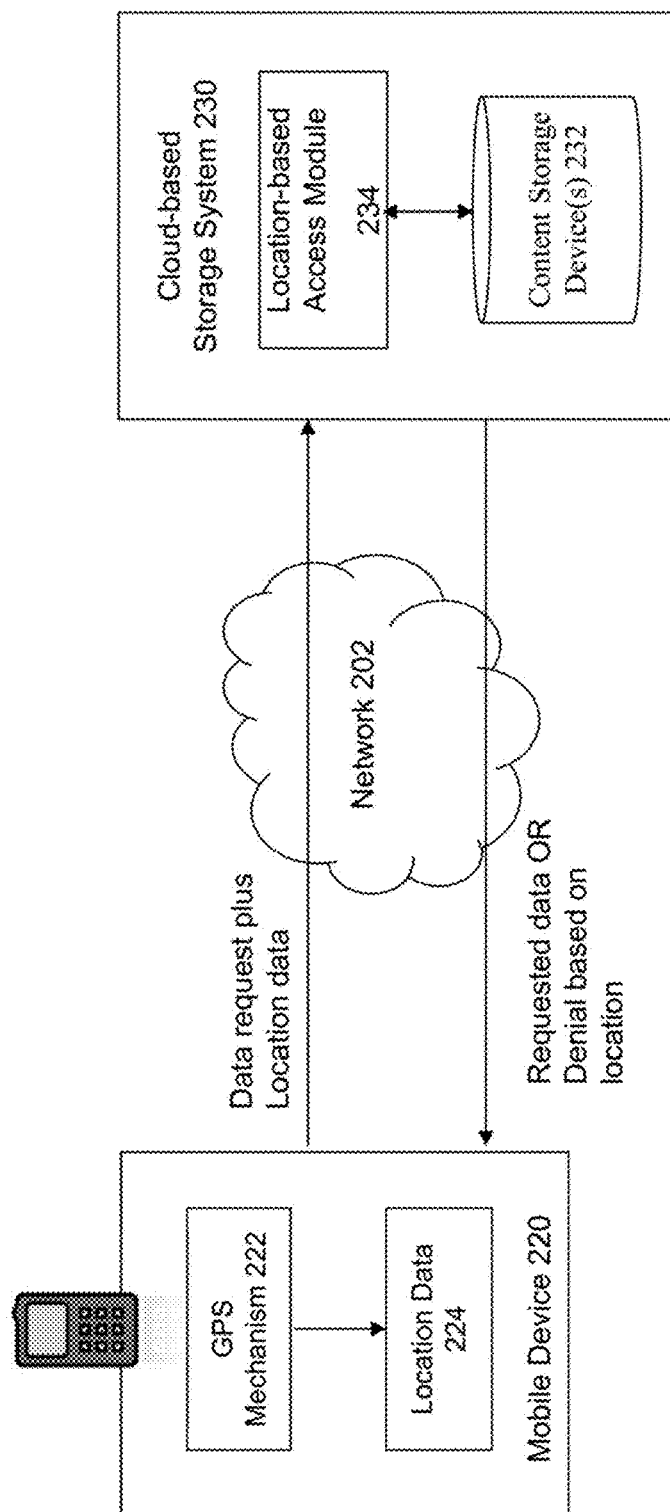 GPS
Mechanism 222
Location Data
224
Mobile Device 220
Data request plus
Location data
Network 202
Requested data OR
Denial based on
location
Cloud-based
Storage System 230
Location-based
Access Module
234
Content Storage
Device(s) 232